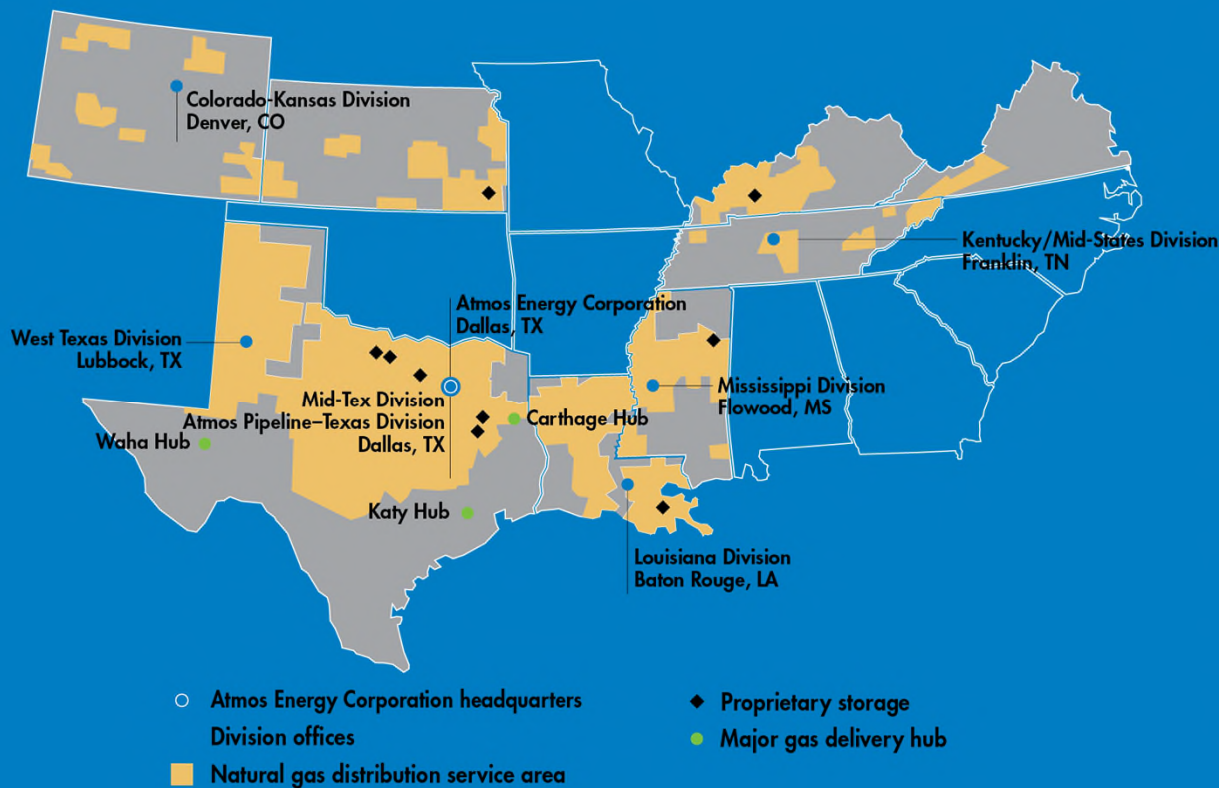 Colorado-Kansas Division
Denver, CO
Kentucky/Mid-States Division
Franklin, TN
Atmos Energy Corporation
Dallas, TX
West Texas Division
Lubbock, TX
Mid-Tex Division
Atmos Pipeline–Texas Division
Dallas, TX
Mississippi Division
Flowood, MS
Carthage Hub
Waha Hub
Katy Hub
Louisiana Division
Baton Rouge, LA
Atmos Energy Corporation headquarters
Division offices
Natural gas distribution service area
Proprietary storage
Major gas delivery hub